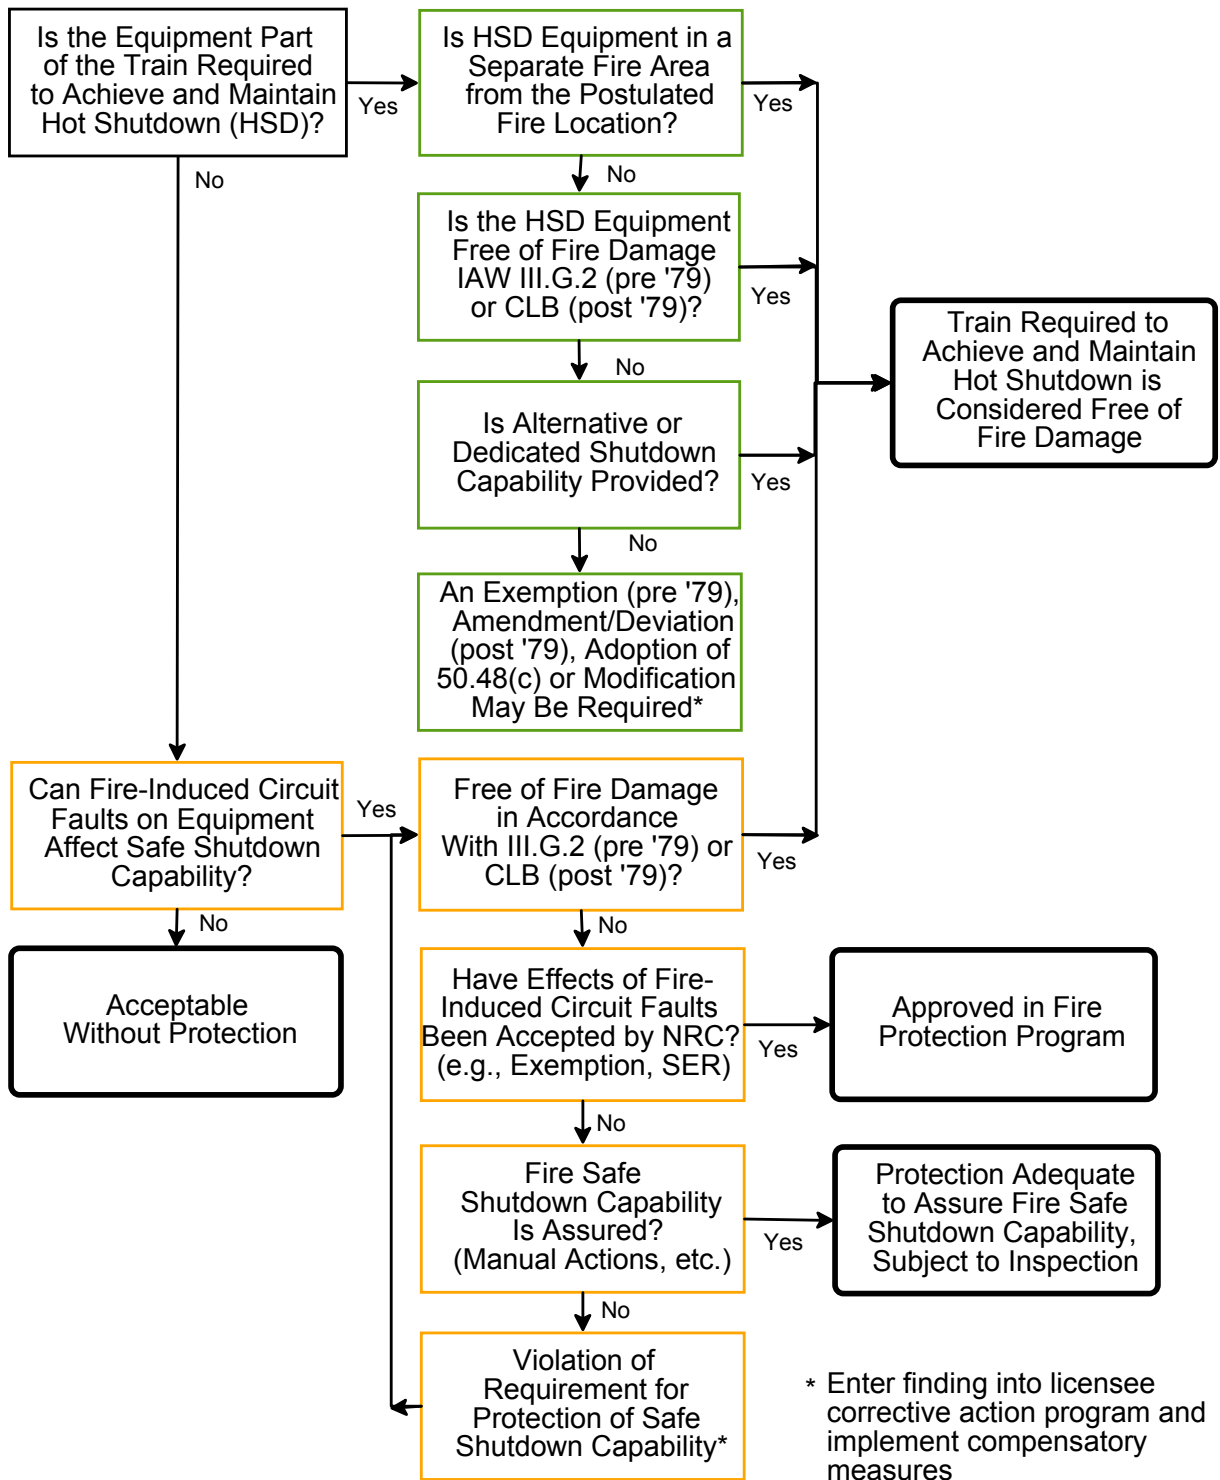 Is the Equipment Part
of the Train Required
to Achieve and Maintain
Hot Shutdown (HSD)?
Yes
No
Is HSD Equipment in a
Separate Fire Area
from the Postulated
Fire Location?
Yes
No
Is the HSD Equipment
Free of Fire Damage
IAW III.G.2 (pre '79)
or CLB (post '79)?
Yes
No
Train Required to
Achieve and Maintain
Hot Shutdown is
Considered Free of
Fire Damage
Is Alternative or
Dedicated Shutdown
Capability Provided?
Yes
No
An Exemption (pre '79),
Amendment/Deviation
(post '79), Adoption of
50.48(c) or Modification
May Be Required*
Can Fire-Induced Circuit
Faults on Equipment
Affect Safe Shutdown
Capability?
Yes
No
Free of Fire Damage
in Accordance
With III.G.2 (pre '79) or
CLB (post '79)?
Yes
No
Acceptable
Without Protection
Have Effects of Fire-
Induced Circuit Faults
Been Accepted by NRC?
(e.g., Exemption, SER)
Yes
No
Approved in Fire
Protection Program
Fire Safe
Shutdown Capability
Is Assured?
(Manual Actions, etc.)
Yes
No
Protection Adequate
to Assure Fire Safe
Shutdown Capability,
Subject to Inspection
Violation of
Requirement for
Protection of Safe
Shutdown Capability*
* Enter finding into licensee
corrective action program and
implement compensatory
measures